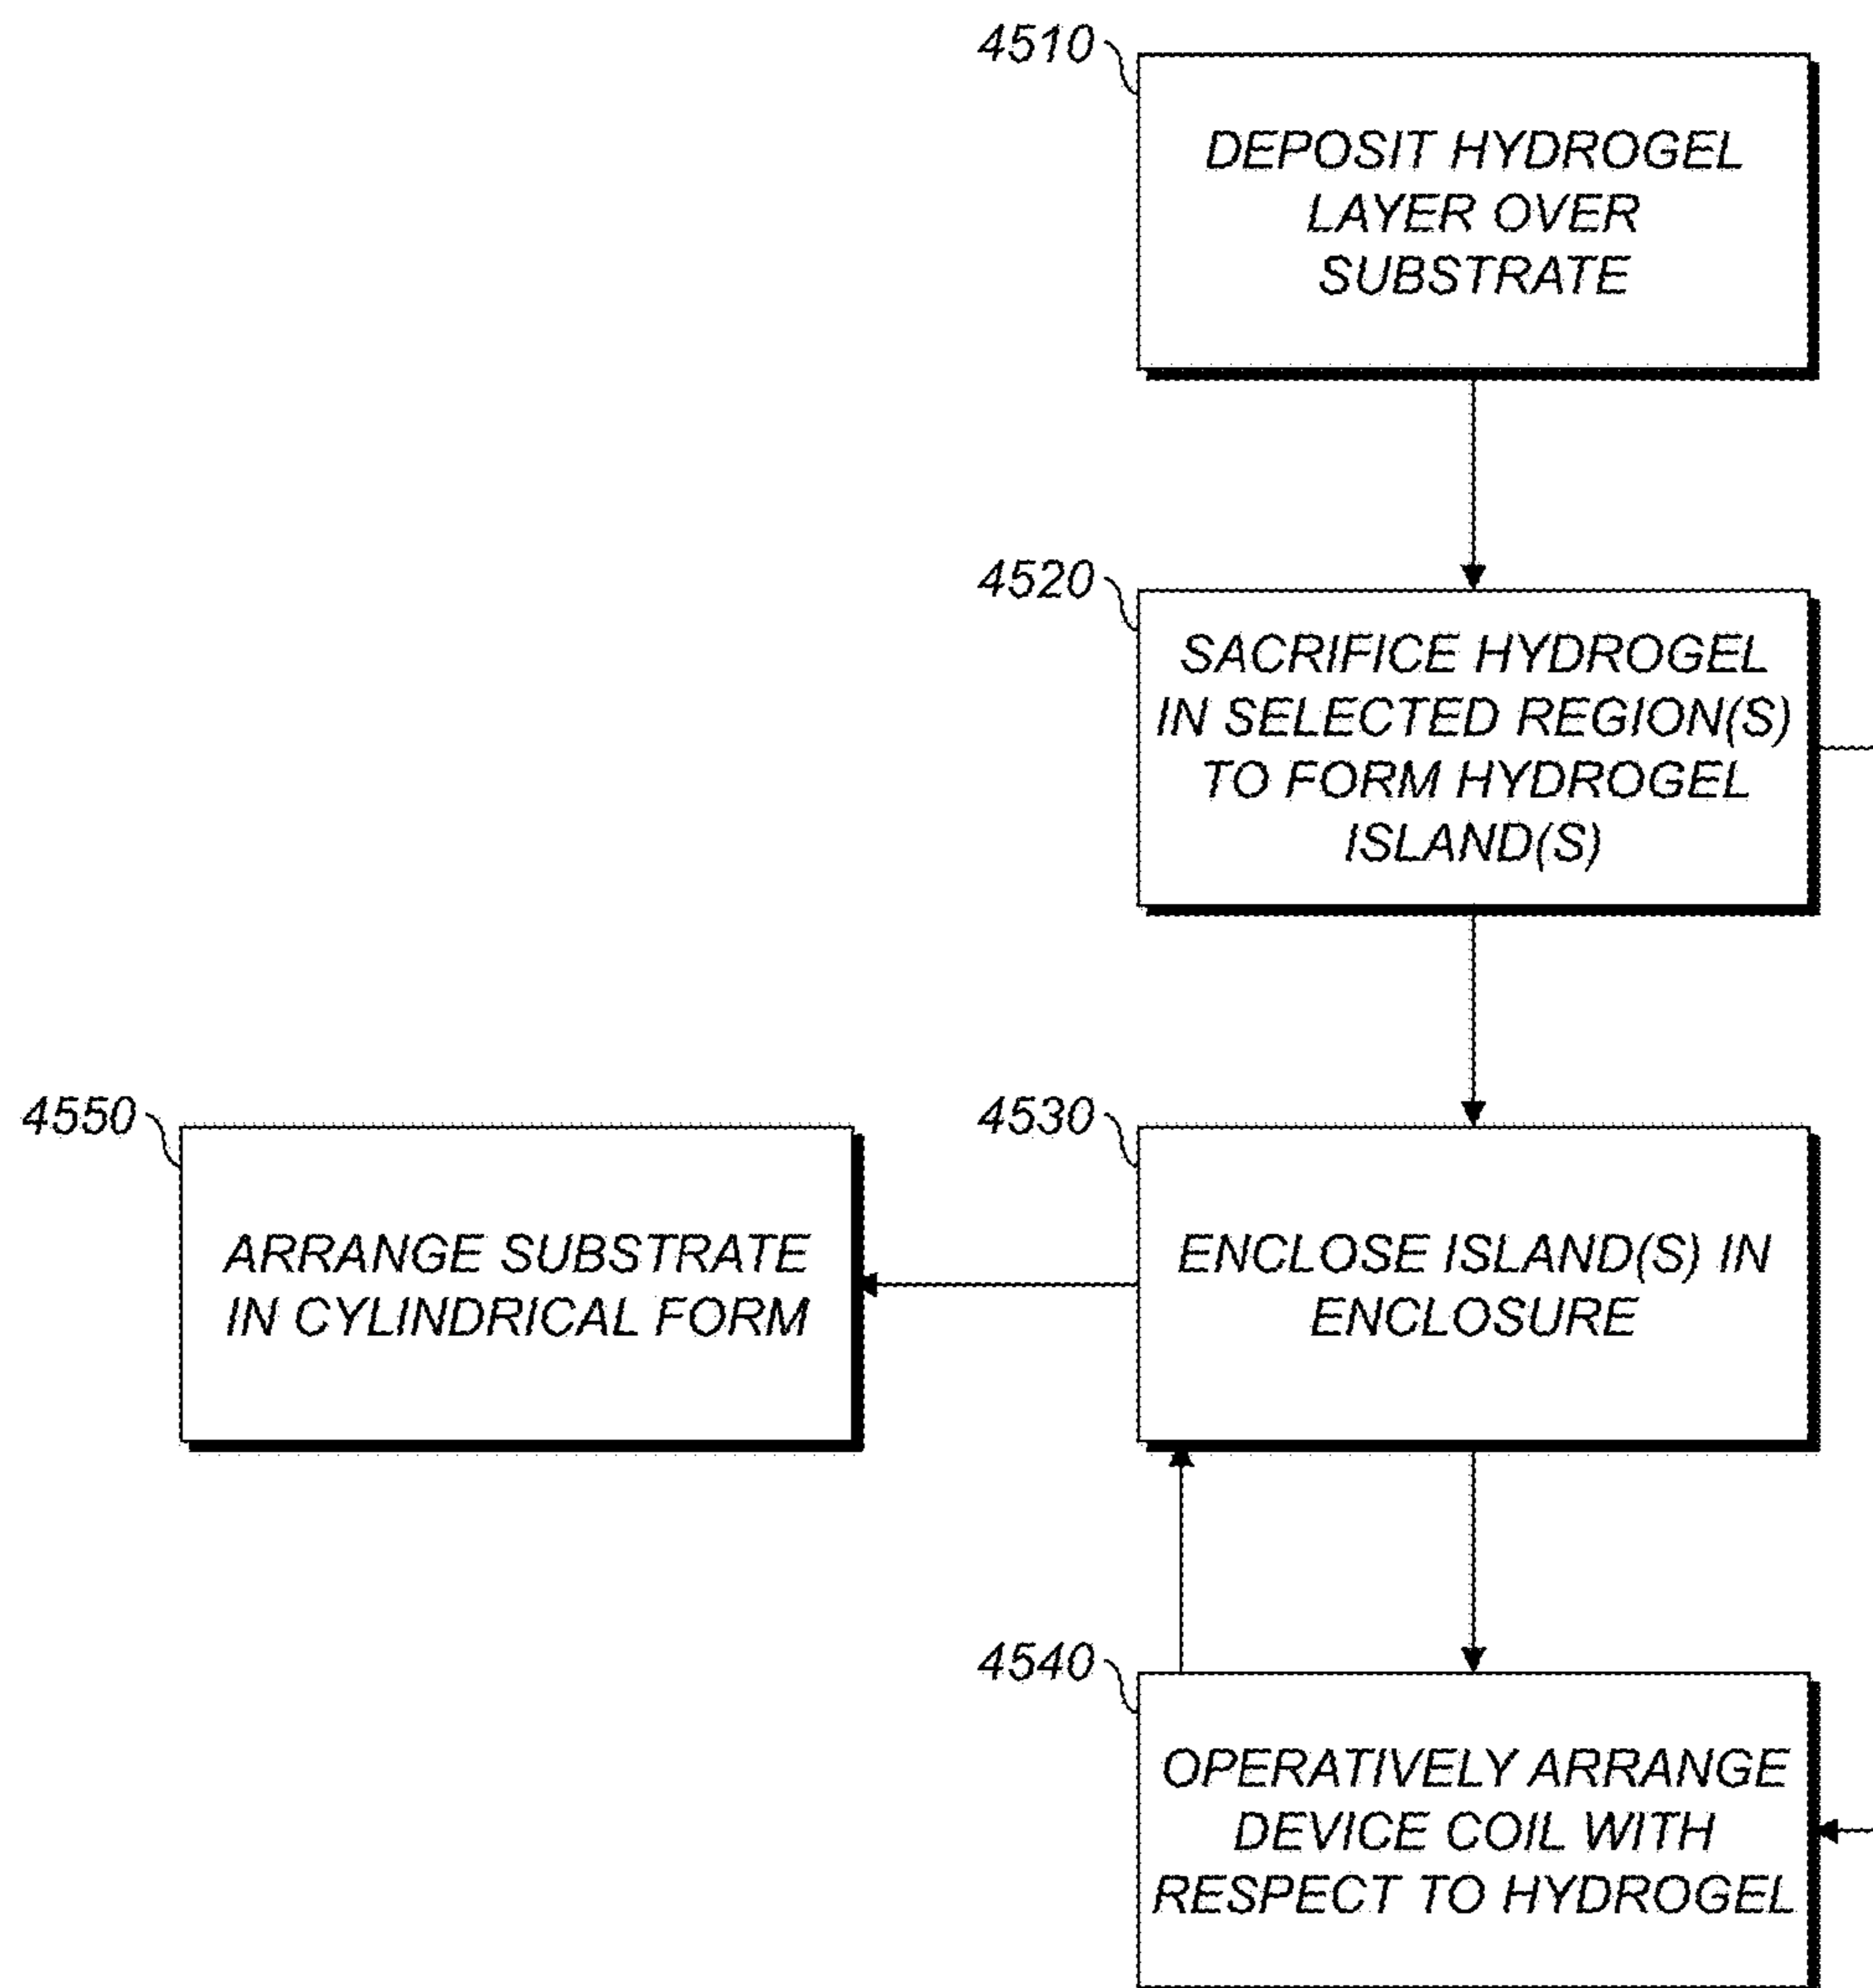 4510
DEPOSIT HYDROGEL
LAYER OVER
SUBSTRATE
4520
SACRIFICE HYDROGEL
IN SELECTED REGION(S)
TO FORM HYDROGEL
ISLAND(S)
4550
ARRANGE SUBSTRATE
IN CYLINDRICAL FORM
4530
ENCLOSE ISLAND(S) IN
ENCLOSURE
4540
OPERATIVELY ARRANGE
DEVICE COIL WITH
RESPECT TO HYDROGEL